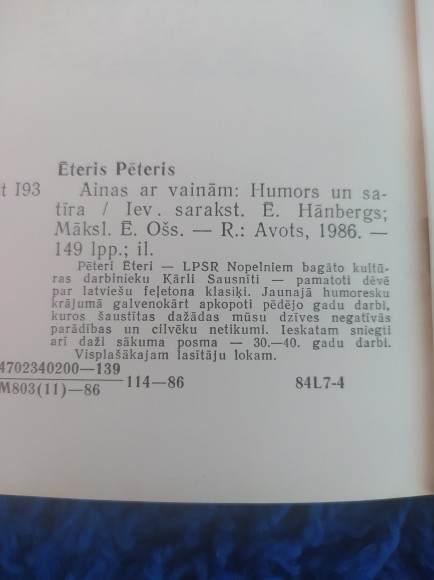 Ēteris Pēteris
t I93 Ainas ar vainām: Humors un sa-
tīra / Iev. sarakst. Ē. Hānbergs;
Māksl. Ē. Ošs. — R.: Avots, 1986. —
149 lpp.; il.
Pēteri Ēteri — LPSR Nopelniem bagāto kultū-
ras darbinieku Kārli Sausnīti — pamatoti dēvē
par latviešu feļetona klasiķi. Jaunajā humoresku
krājumā galvenokārt apkopoti pēdējo gadu darbi,
kuros šaustītas dažādas mūsu dzīves negatīvās
parādības un cilvēku netikumi. Ieskatam sniegti
arī daži sākuma posma — 30.—40. gadu darbi.
Visplašākajam lasītāju lokam.
4702340200—139
M803(11)—86 114—86 84L7-4